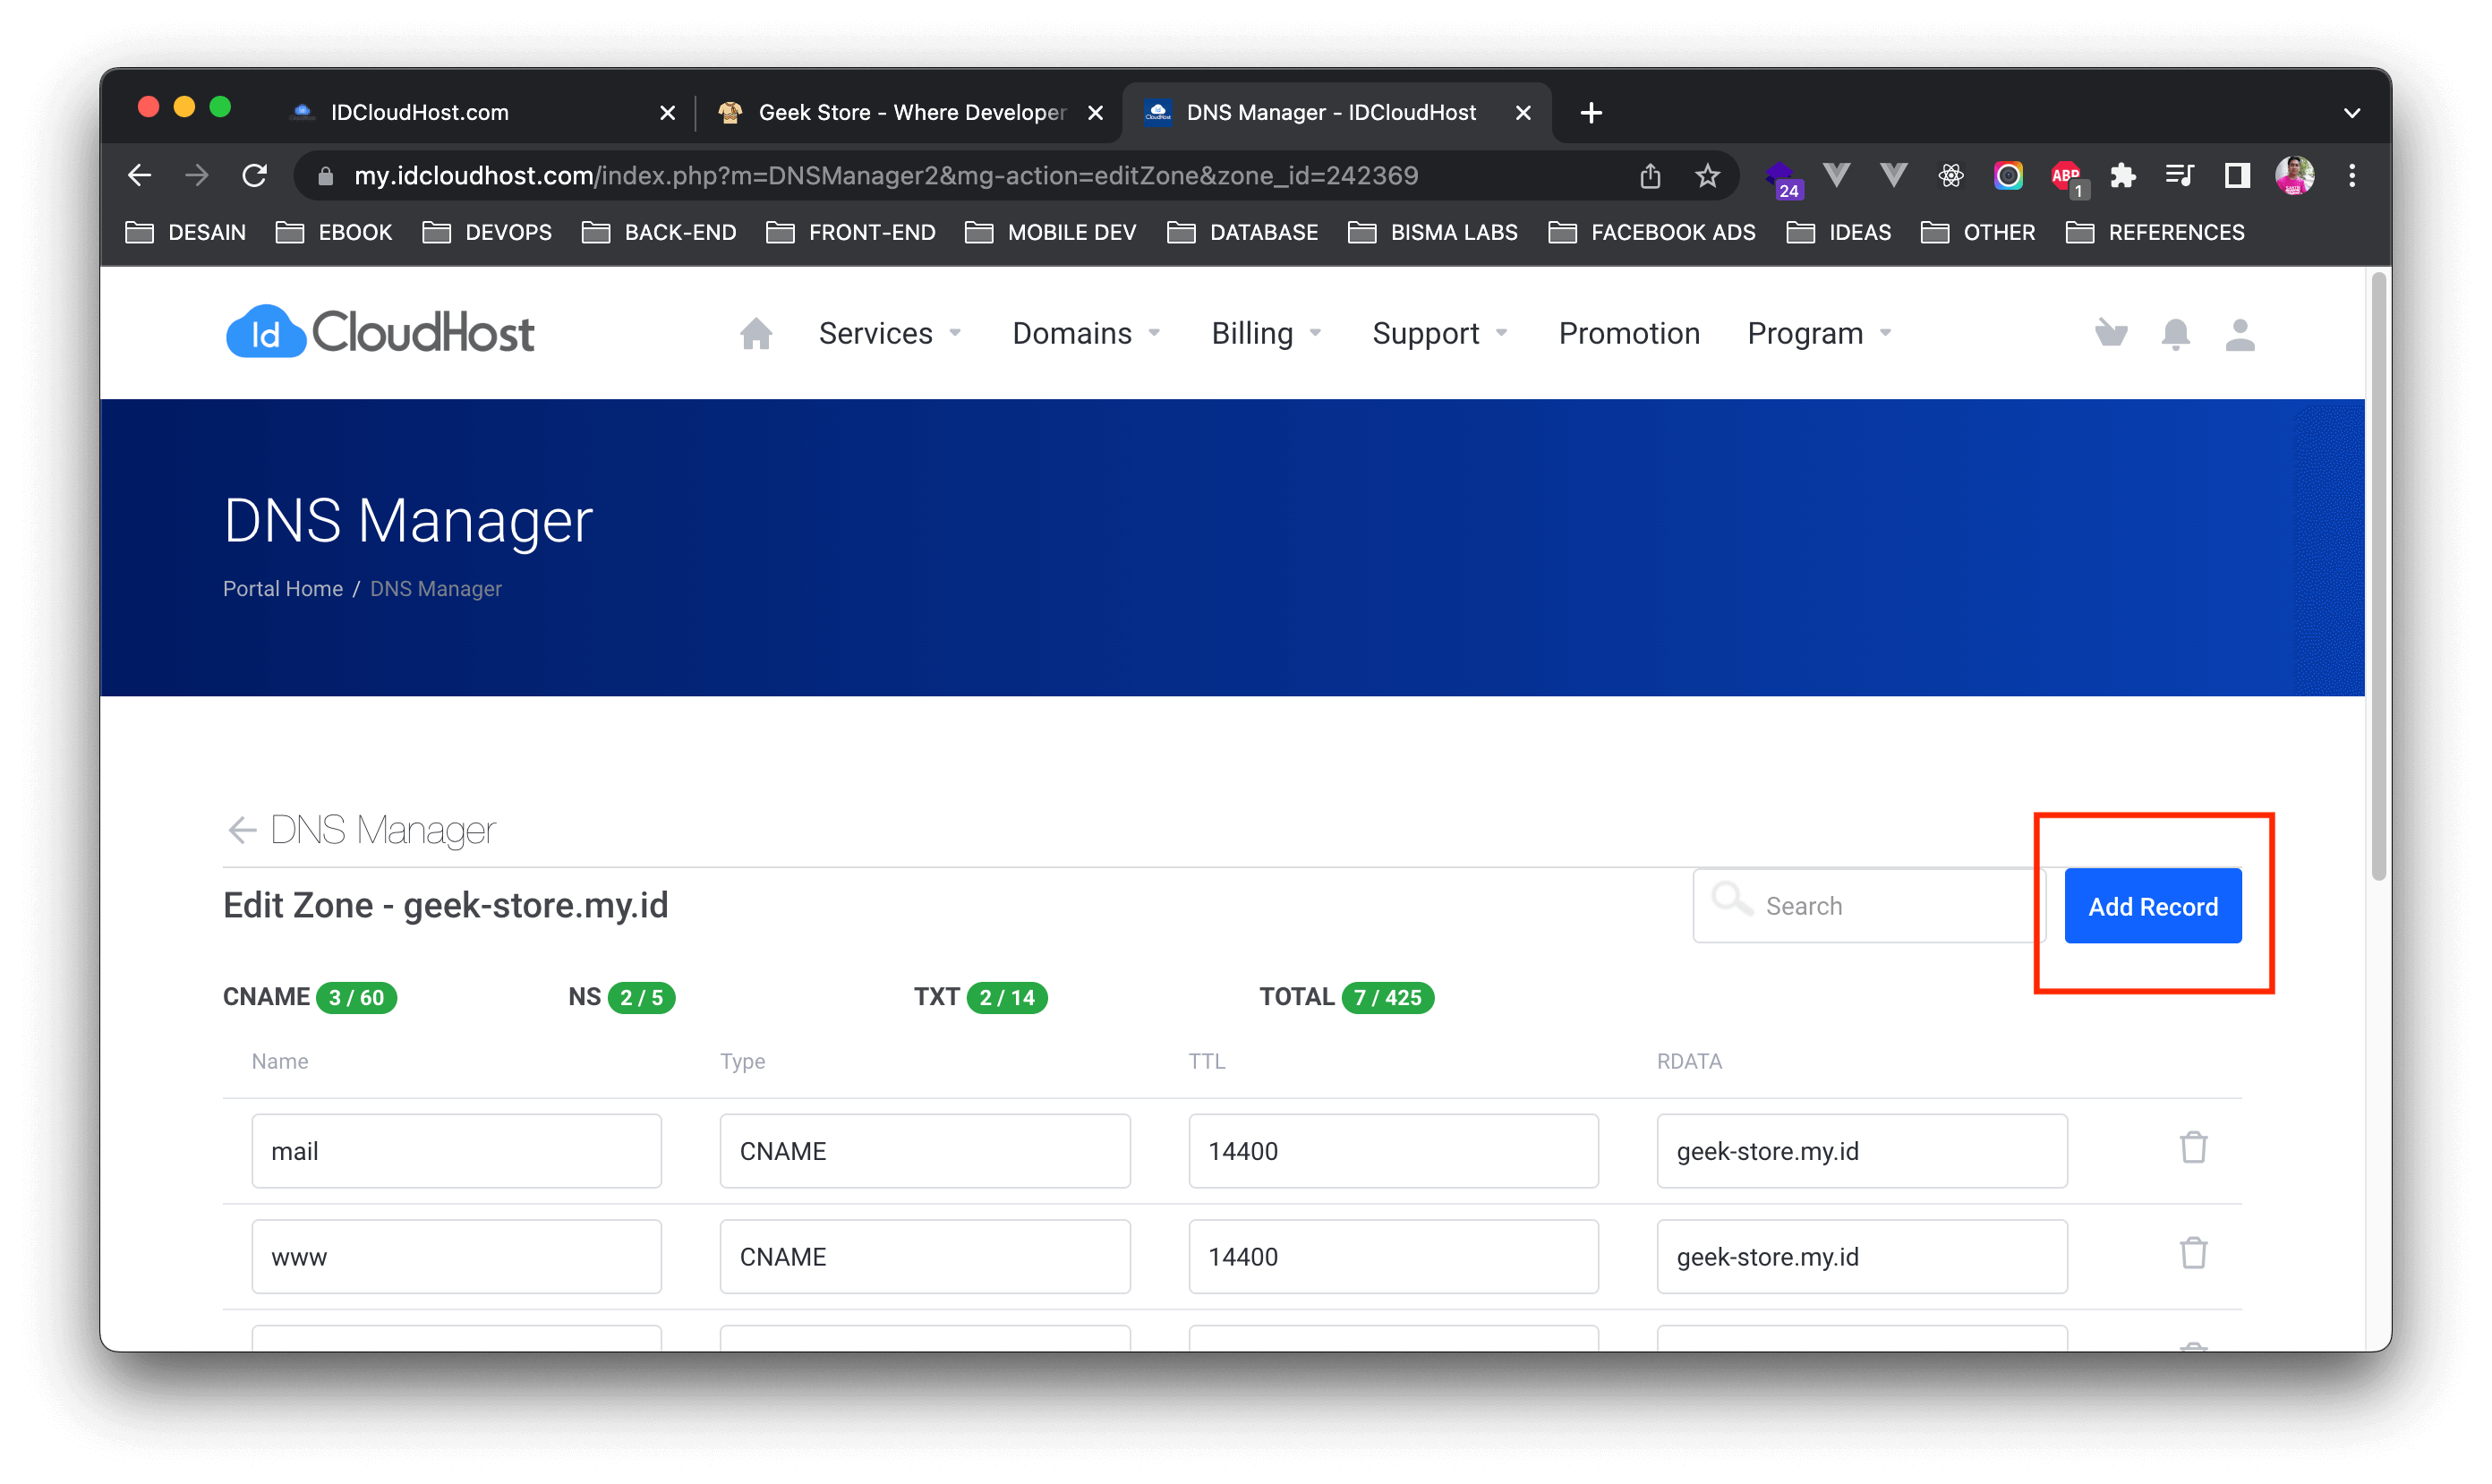 IDCloudHost.com
Geek Store - Where Developer
DNS Manager - IDCloudHost
my.idcloudhost.com/index.php?m=DNSManager2&mg-action=editZone&zone_id=242369
24
ABP
1
DESAIN EBOOK DEVOPS BACK-END FRONT-END MOBILE DEV DATABASE BISMA LABS FACEBOOK ADS IDEAS OTHER REFERENCES
Id CloudHost
Services Domains Billing Support Promotion Program
DNS Manager
Portal Home / DNS Manager
DNS Manager
Edit Zone - geek-store.my.id
Search
Add Record
CNAME 3 / 60 NS 2 / 5 TXT 2 / 14 TOTAL 7 / 425
Name Type TTL RDATA
mail CNAME 14400 geek-store.my.id
www CNAME 14400 geek-store.my.id